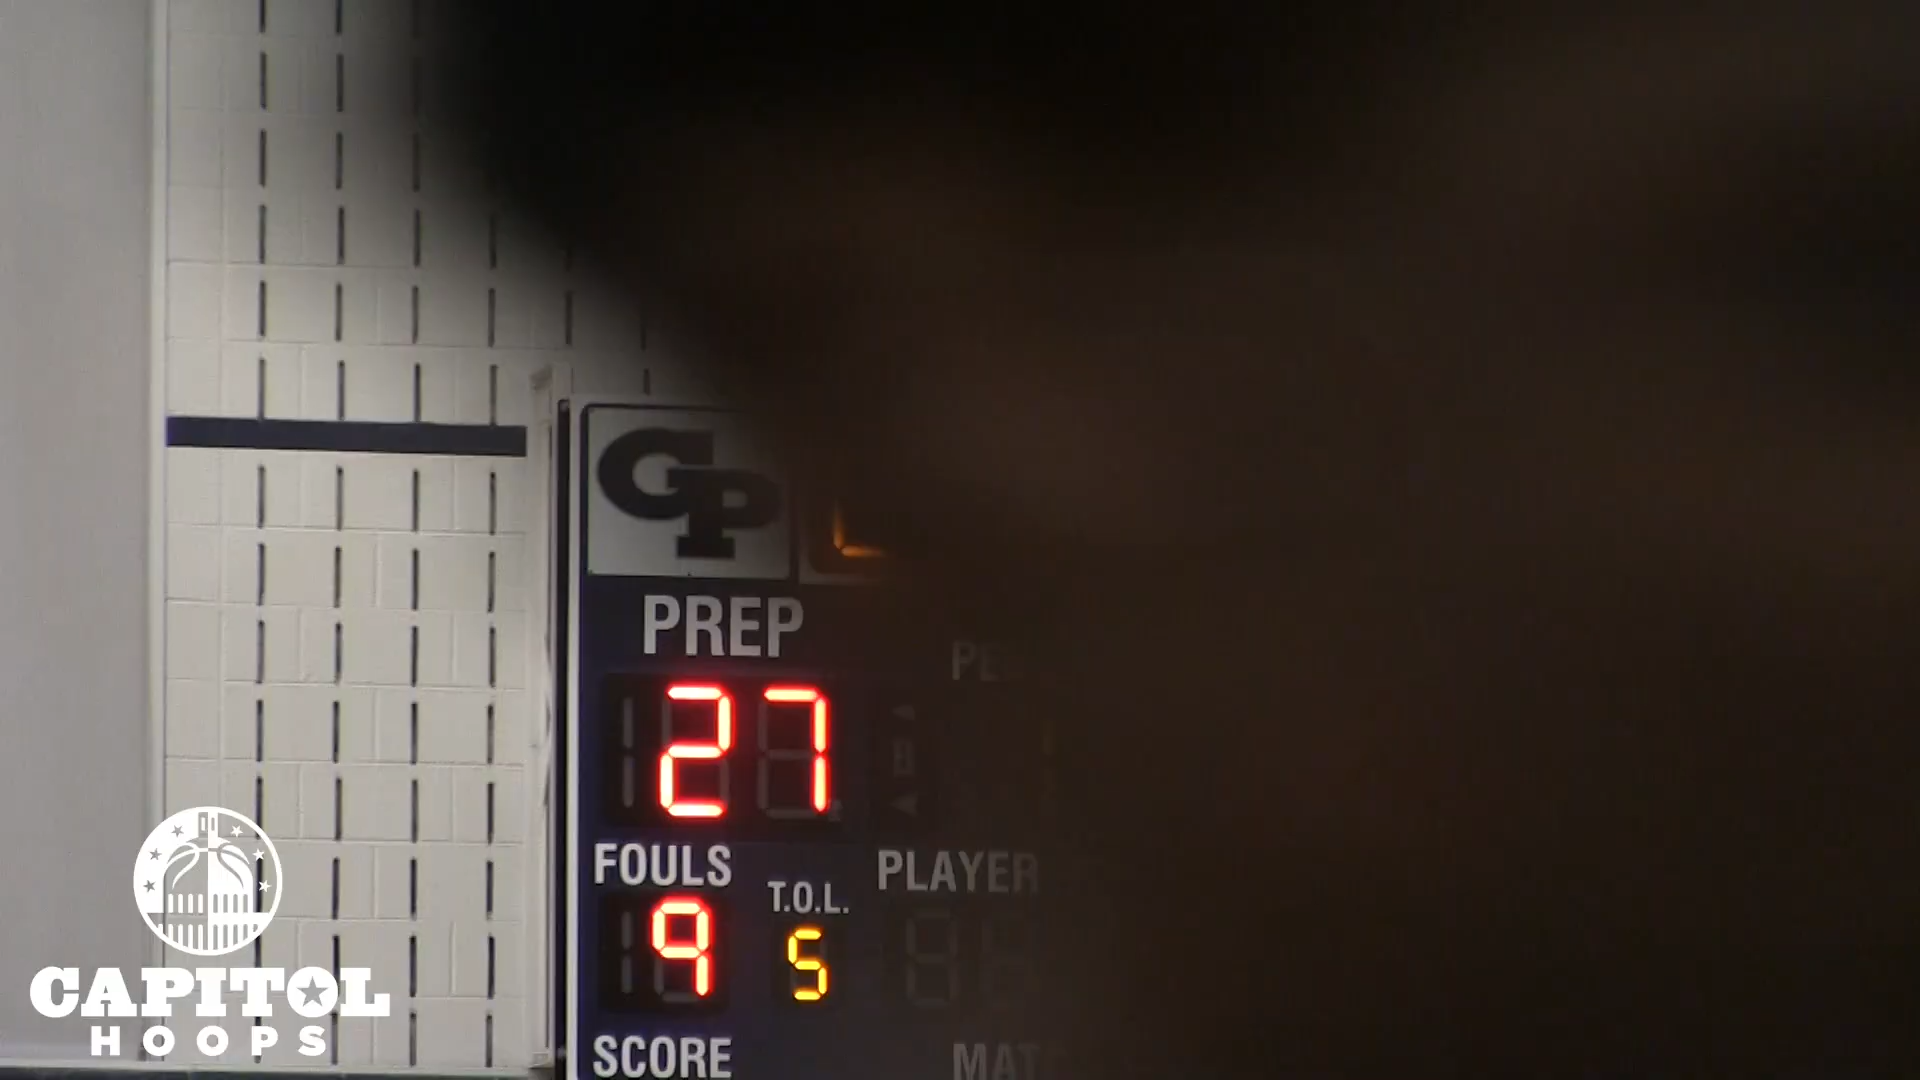 GP
PREP
27
FOULS
T.O.L.
PLAYER
9
5
SCORE
CAPITOL
HOOPS